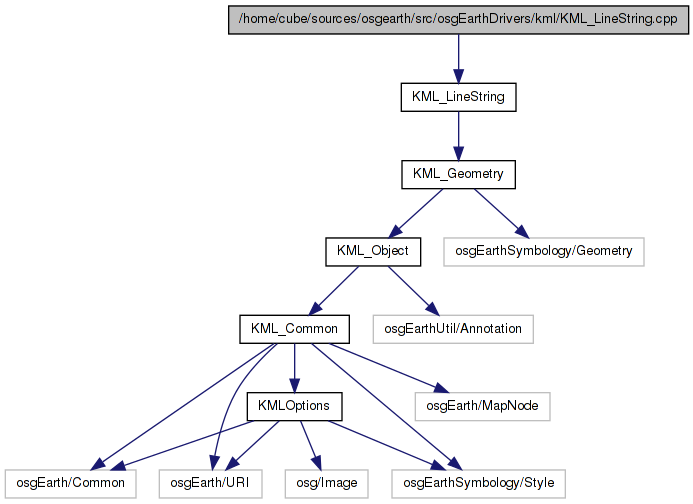 /home/cube/sources/osgearth/src/osgEarthDrivers/kml/KML_LineString.cpp
KML_LineString
KML_Geometry
KML_Object
osgEarthSymbology/Geometry
KML_Common
osgEarthUtil/Annotation
KMLOptions
osgEarth/MapNode
osgEarth/Common
osgEarth/URI
osg/Image
osgEarthSymbology/Style